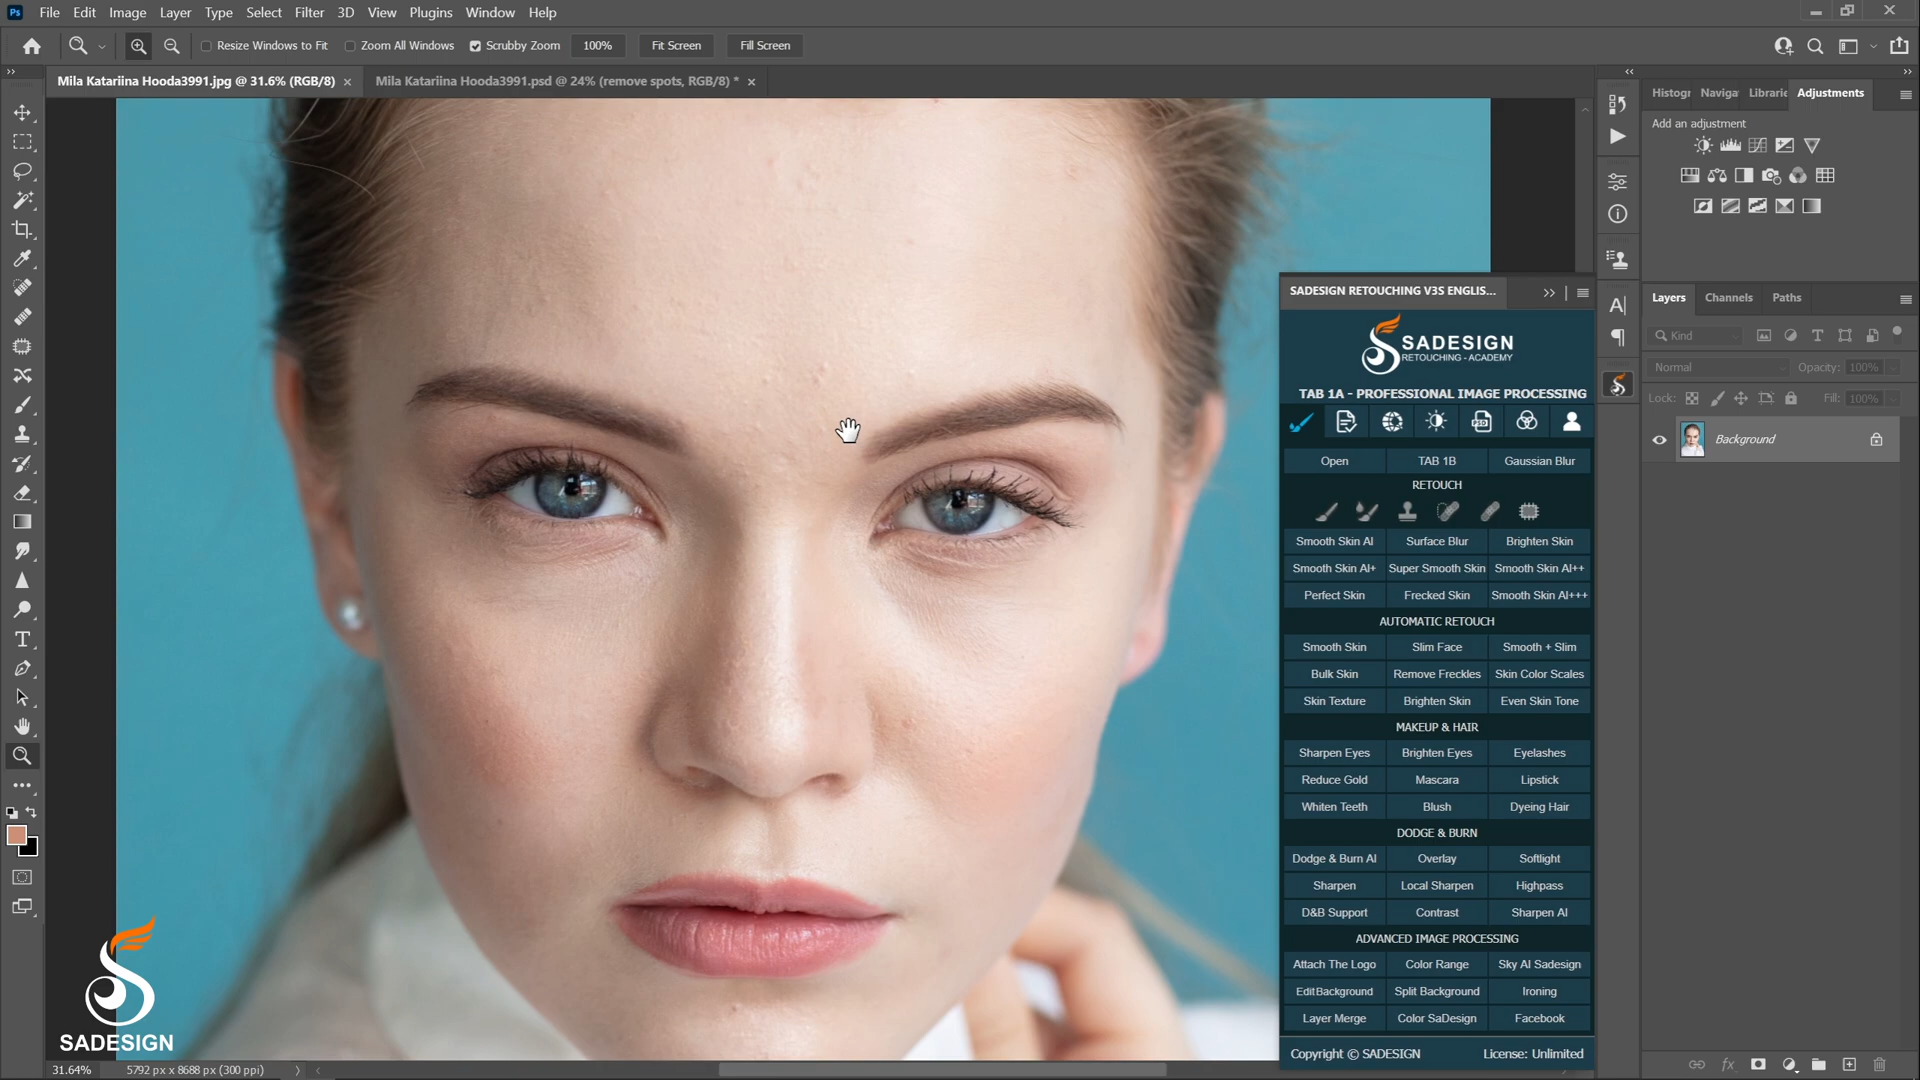 Ps File Edit Image Layer Type Select Filter 3D View Plugins Window Help
Resize Windows to Fit Zoom All Windows Scrubby Zoom 100% Fit Screen Fill Screen
Mila Katariina Hooda3991.jpg @ 31.6% (RGB/8) × Mila Katariina Hooda3991.psd @ 24% (remove spots, RGB/8) * ×
Histogr Naviga Librarie Adjustments
Add an adjustment
SADESIGN RETOUCHING V3S ENGLIS...
SADESIGN
RETOUCHING - ACADEMY
TAB 1A - PROFESSIONAL IMAGE PROCESSING
PSD
Open TAB 1B Gaussian Blur
RETOUCH
Smooth Skin AI Surface Blur Brighten Skin
Smooth Skin AI+ Super Smooth Skin Smooth Skin AI++
Perfect Skin Frecked Skin Smooth Skin AI+++
AUTOMATIC RETOUCH
Smooth Skin Slim Face Smooth + Slim
Bulk Skin Remove Freckles Skin Color Scales
Skin Texture Brighten Skin Even Skin Tone
MAKEUP & HAIR
Sharpen Eyes Brighten Eyes Eyelashes
Reduce Gold Mascara Lipstick
Whiten Teeth Blush Dyeing Hair
DODGE & BURN
Dodge & Burn AI Overlay Softlight
Sharpen Local Sharpen Highpass
D&B Support Contrast Sharpen AI
ADVANCED IMAGE PROCESSING
Attach The Logo Color Range Sky AI Sadesign
EditBackground Split Background Ironing
Layer Merge Color SaDesign Facebook
Copyright © SADESIGN License: Unlimited
Layers Channels Paths
Kind
Normal Opacity: 100%
Lock: Fill: 100%
Background
SADESIGN
31.64% 5792 px x 8688 px (300 ppi)